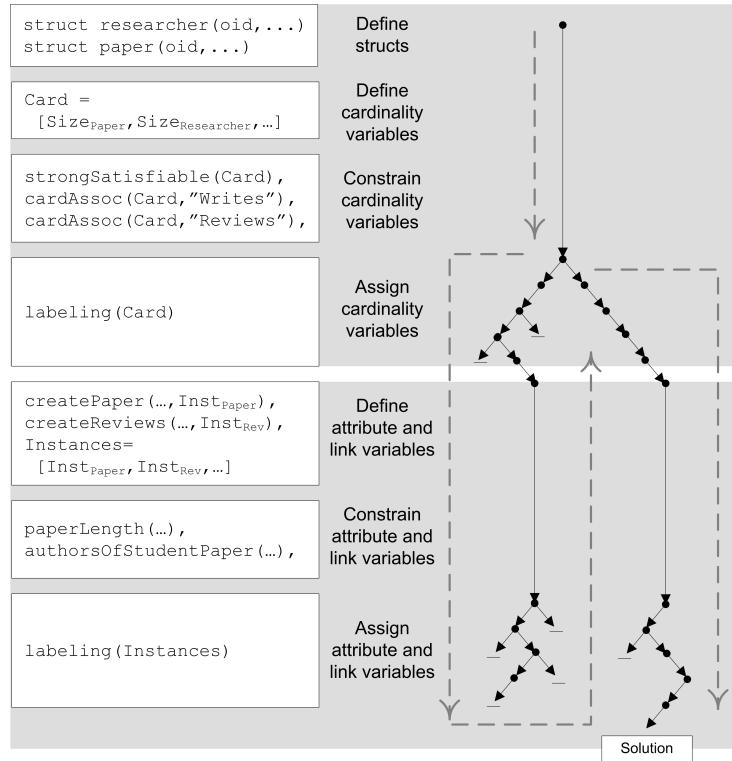 struct researcher(oid,...)
struct paper(oid,...)
Define
structs
Card =
[SizePaper,SizeResearcher,…]
Define
cardinality
variables
strongSatisfiable(Card),
cardAssoc(Card,”Writes”),
cardAssoc(Card,”Reviews”),
Constrain
cardinality
variables
labeling(Card)
Assign
cardinality
variables
createPaper(…,InstPaper),
createReviews(…,InstRev),
Instances=
[InstPaper,InstRev,…]
Define
attribute and
link variables
paperLength(…),
authorsOfStudentPaper(…),
Constrain
attribute and
link variables
labeling(Instances)
Assign
attribute and
link variables
Solution